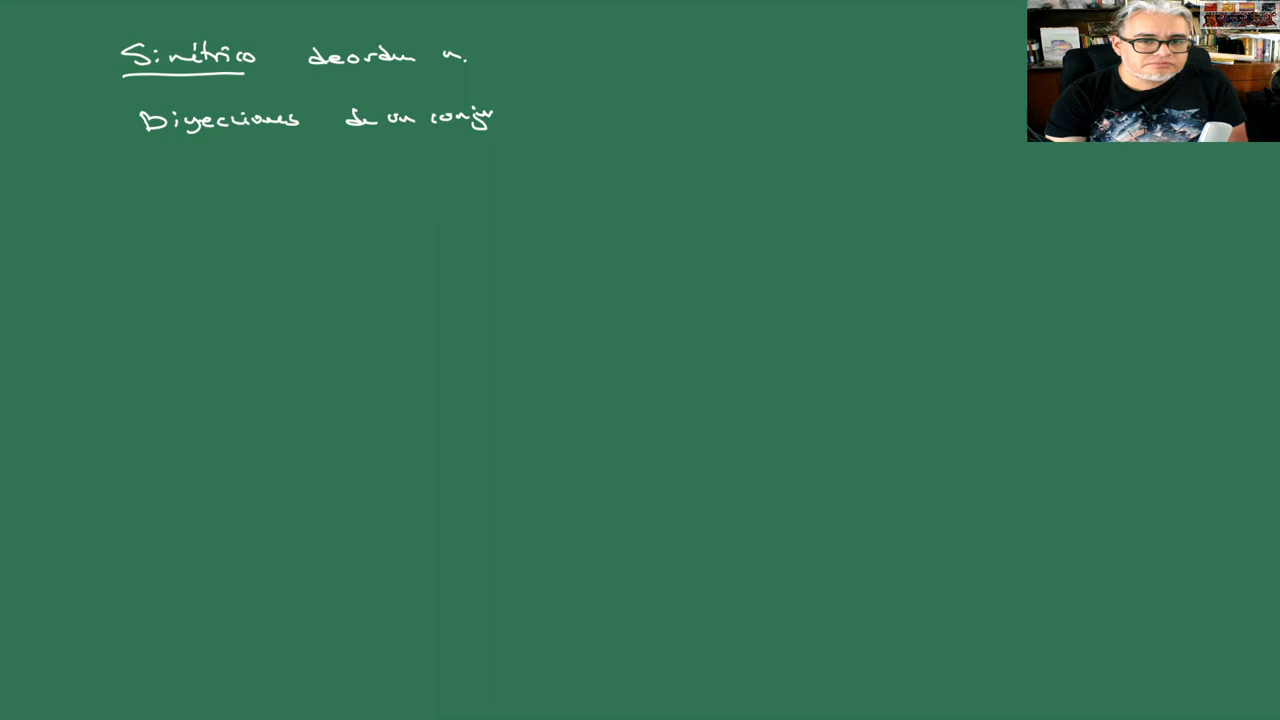 Simétrico de orden n.
Biyecciones de un conju